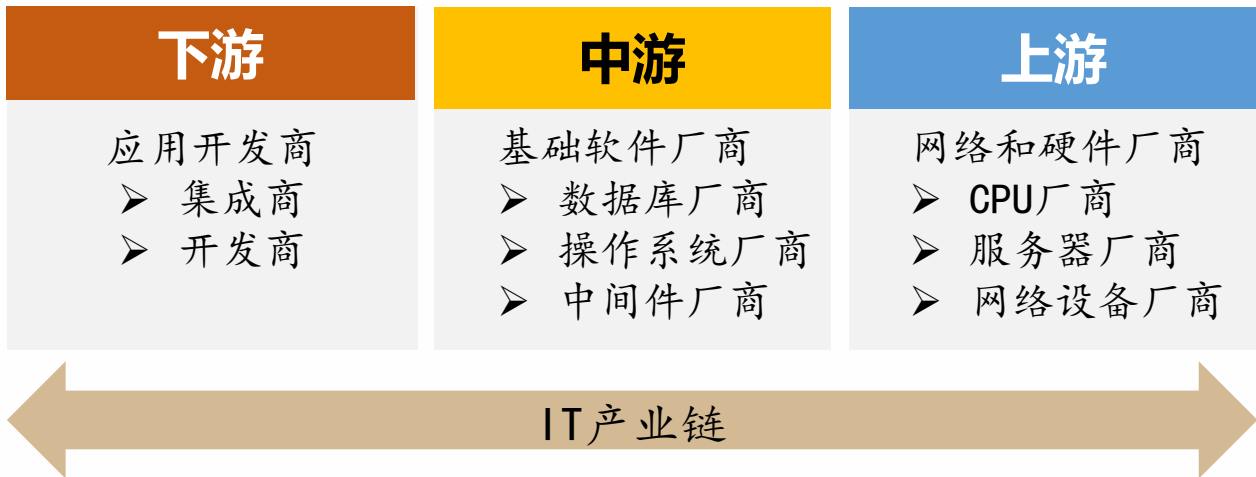 下游
应用开发商
➢ 集成商
➢ 开发商
中游
基础软件厂商
➢ 数据库厂商
➢ 操作系统厂商
➢ 中间件厂商
上游
网络和硬件厂商
➢ CPU厂商
➢ 服务器厂商
➢ 网络设备厂商
IT产业链